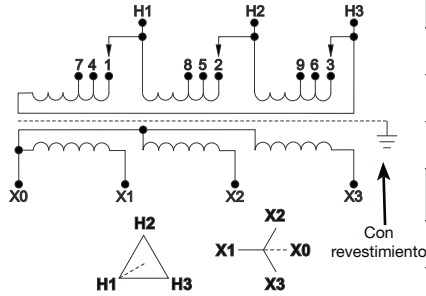 H1 H2 H3
7 4 1 8 5 2 9 6 3
X0 X1 X2 X3
Con
revestimiento
H2
H1 H3
X2
X1 X0
X3